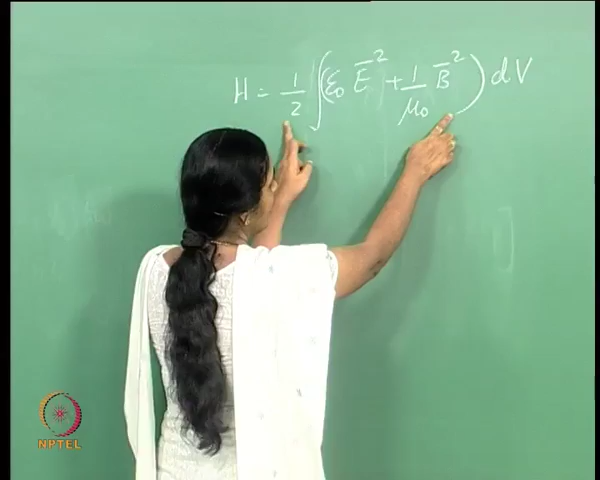 H = 1/2 ∫ (ε₀ E̅² + 1/μ₀ B̅²) dV
NPTEL